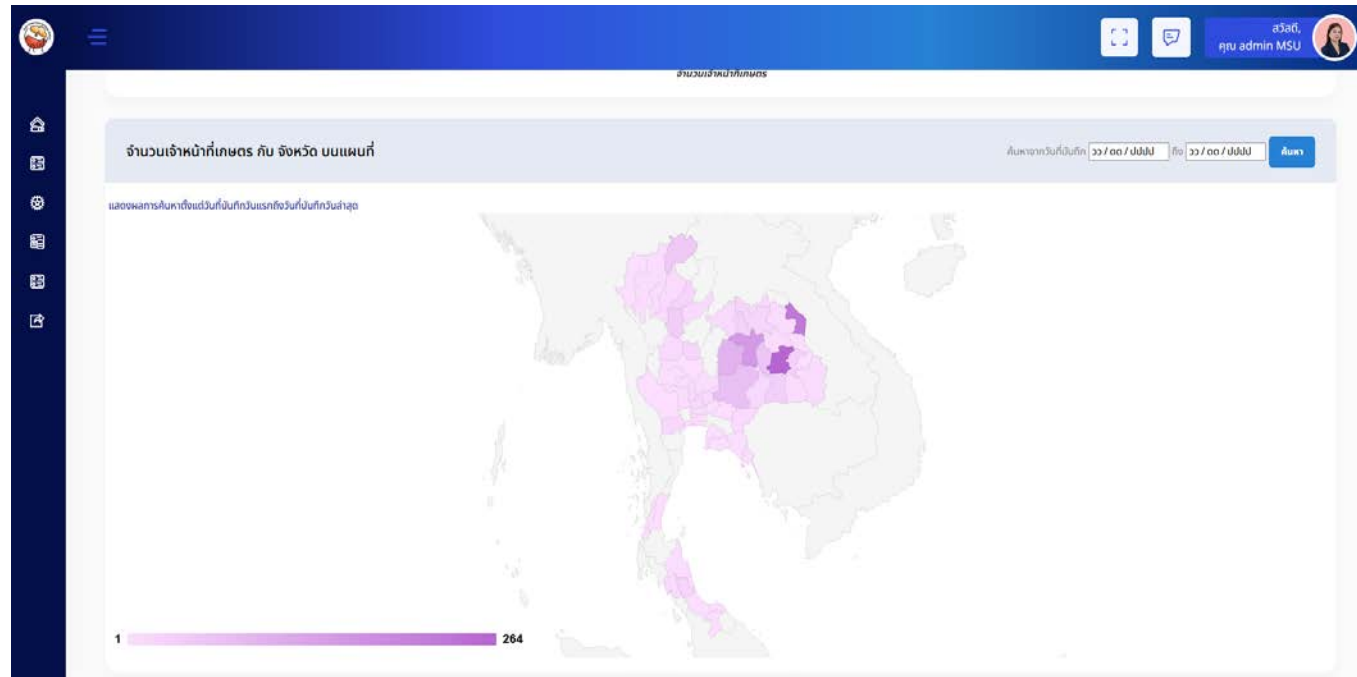 สวัสดี,
คุณ admin MSU
จำนวนเจ้าหน้าที่เกษตร
จำนวนเจ้าหน้าที่เกษตร กับ จังหวัด บนแผนที่
ค้นหาจากวันที่บันทึก วว / ดด / ปปปป ถึง วว / ดด / ปปปป ค้นหา
แสดงผลการค้นหาตั้งแต่วันที่บันทึกวันแรกถึงวันที่บันทึกวันล่าสุด
1 264